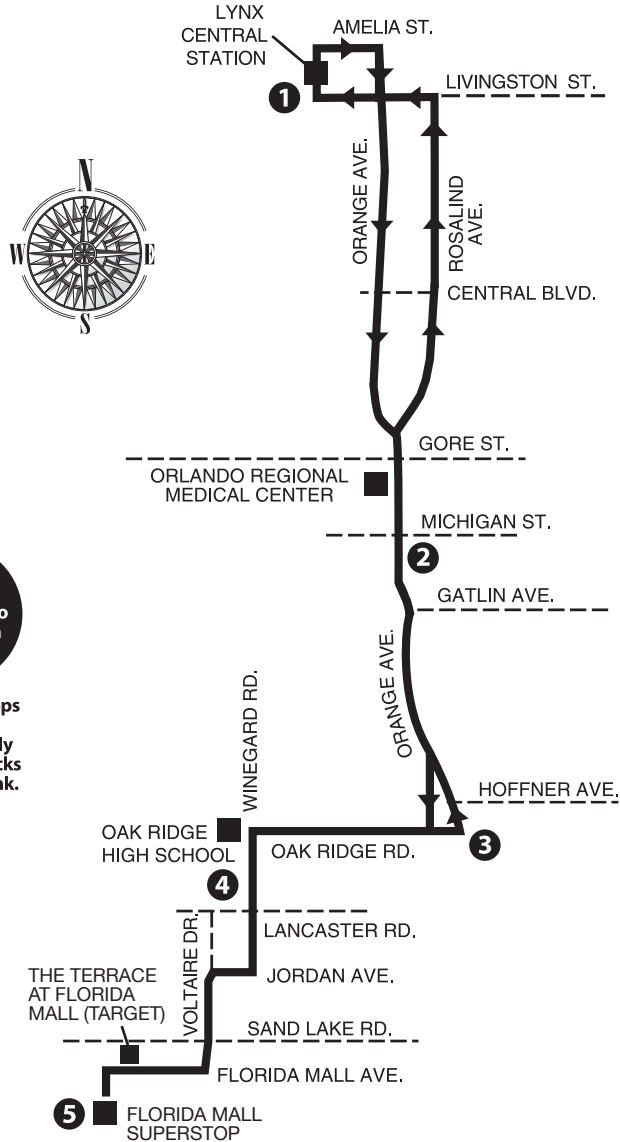 LYNX
CENTRAL
STATION
AMELIA ST.
1
LIVINGSTON ST.
ORANGE AVE.
ROSALIND
AVE.
N
W
E
S
CENTRAL BLVD.
GORE ST.
ORLANDO REGIONAL
MEDICAL CENTER
MICHIGAN ST.
2
GATLIN AVE.
ORANGE AVE.
WINEGARD RD.
HOFFNER AVE.
OAK RIDGE
HIGH SCHOOL
OAK RIDGE RD.
3
4
VOLTAIRE DR.
LANCASTER RD.
JORDAN AVE.
THE TERRACE
AT FLORIDA
MALL (TARGET)
SAND LAKE RD.
FLORIDA MALL AVE.
5
FLORIDA MALL
SUPERSTOP